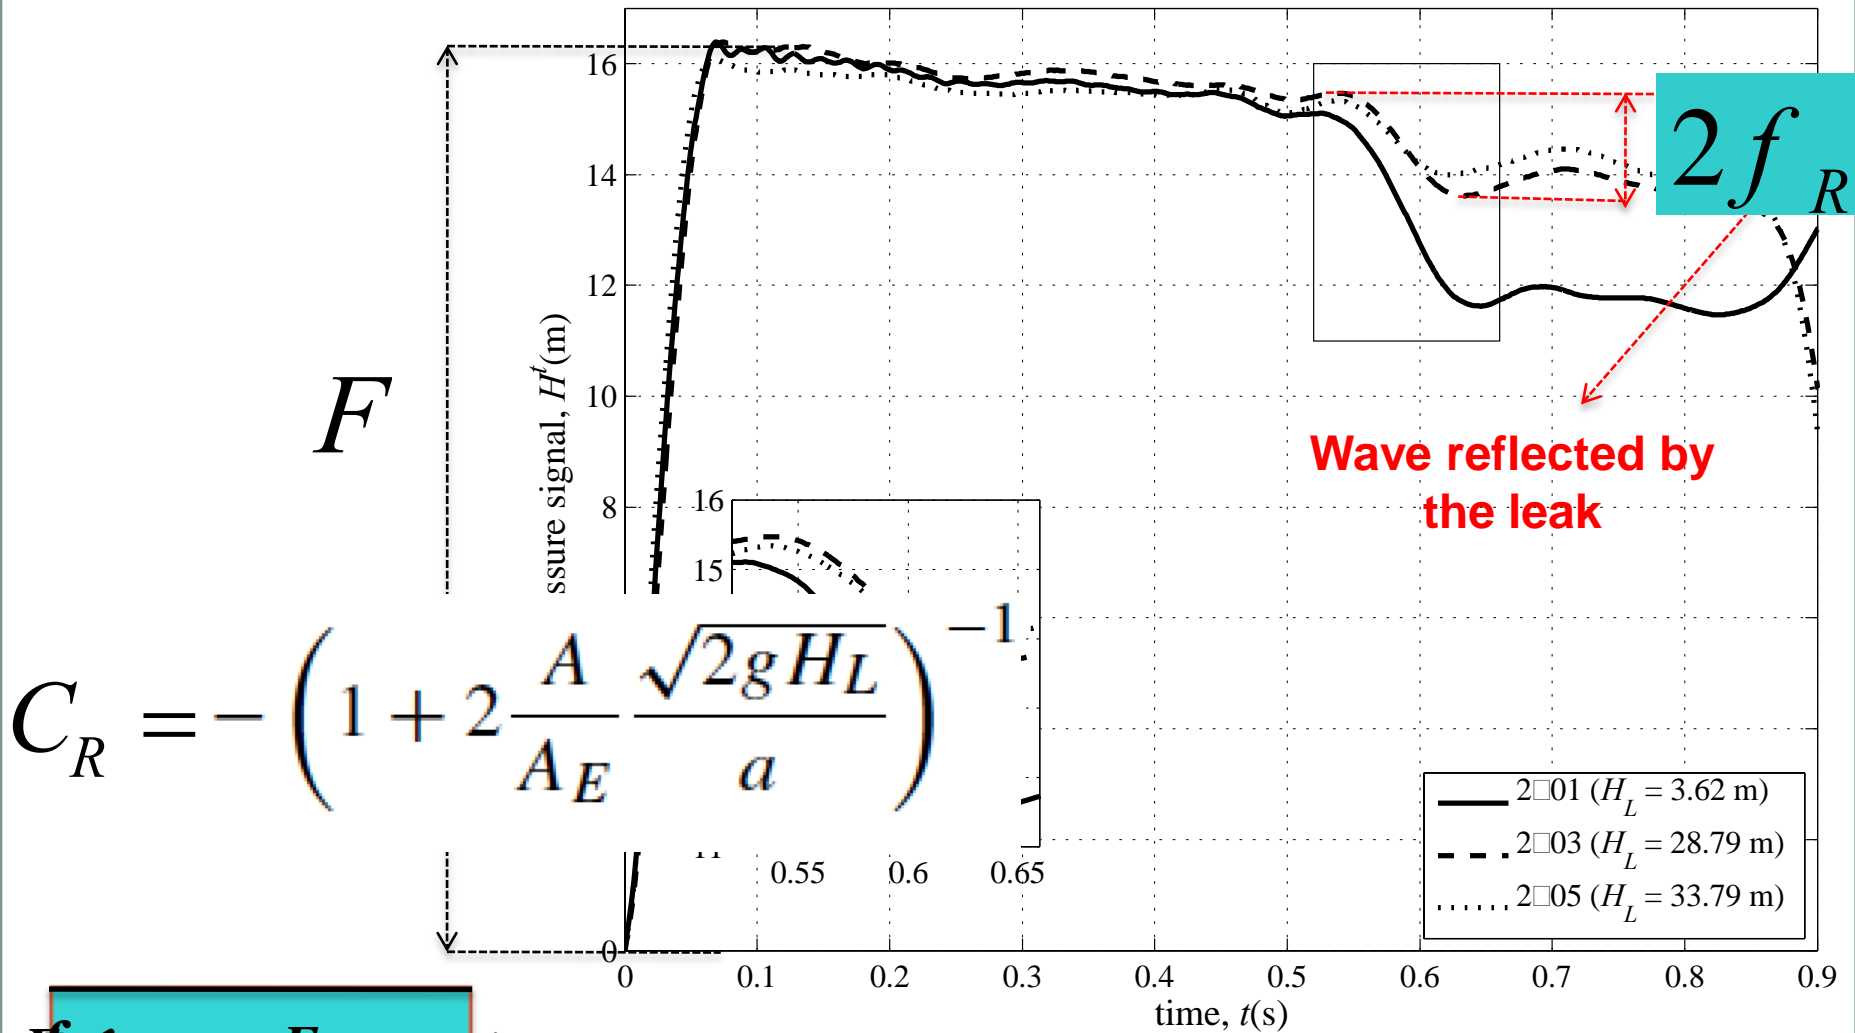 16
14
12
10
8
0
ssure signal, H^t(m)
F
2f_R
Wave reflected by
the leak
16
15
0.55 0.6 0.65
C_R = -(1 + 2 A/A_E √(2gH_L)/a)^-1
2□01 (H_L = 3.62 m)
2□03 (H_L = 28.79 m)
2□05 (H_L = 33.79 m)
0 0.1 0.2 0.3 0.4 0.5 0.6 0.7 0.8 0.9
time, t(s)